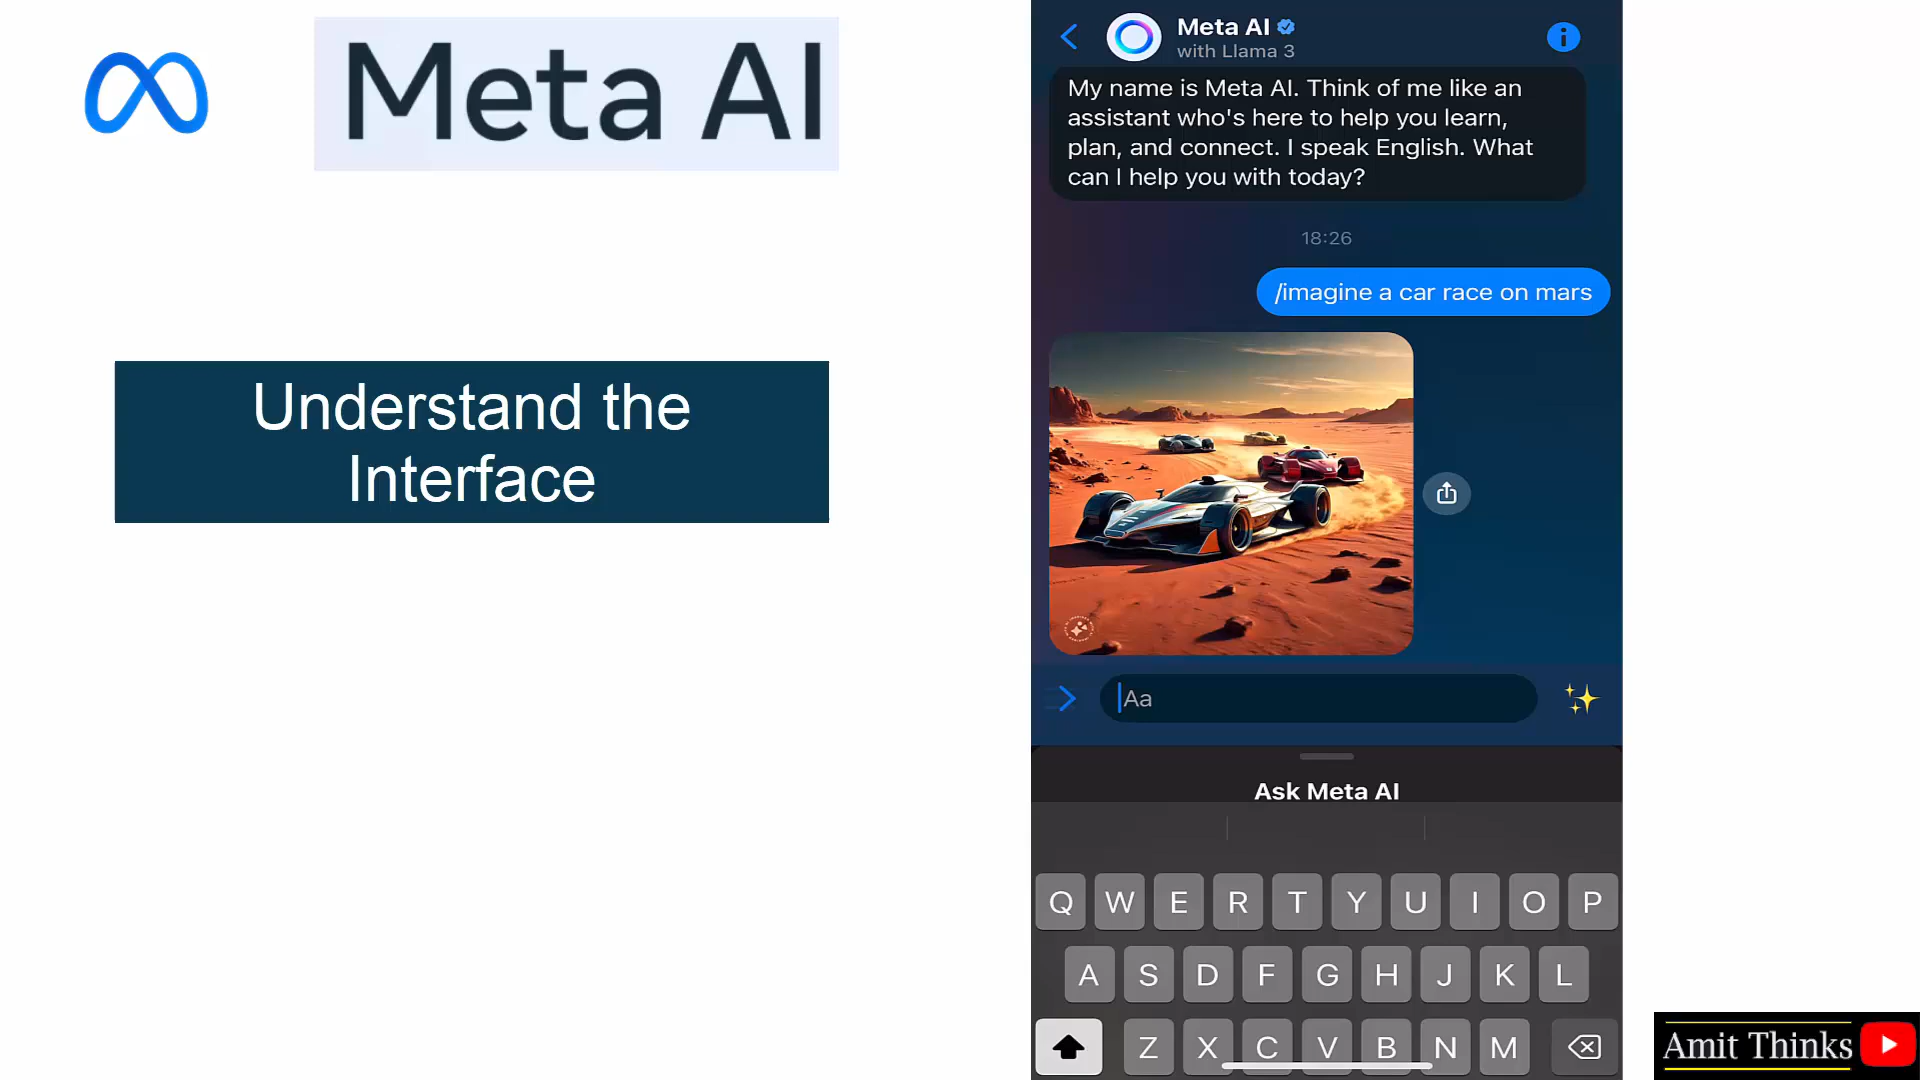 Meta AI
Understand the
Interface
Meta AI
with Llama 3
My name is Meta AI. Think of me like an
assistant who's here to help you learn,
plan, and connect. I speak English. What
can I help you with today?
18:26
/imagine a car race on mars
Aa
Ask Meta AI
Q W E R T Y U I O P
A S D F G H J K L
Z X C V B N M
Amit Thinks